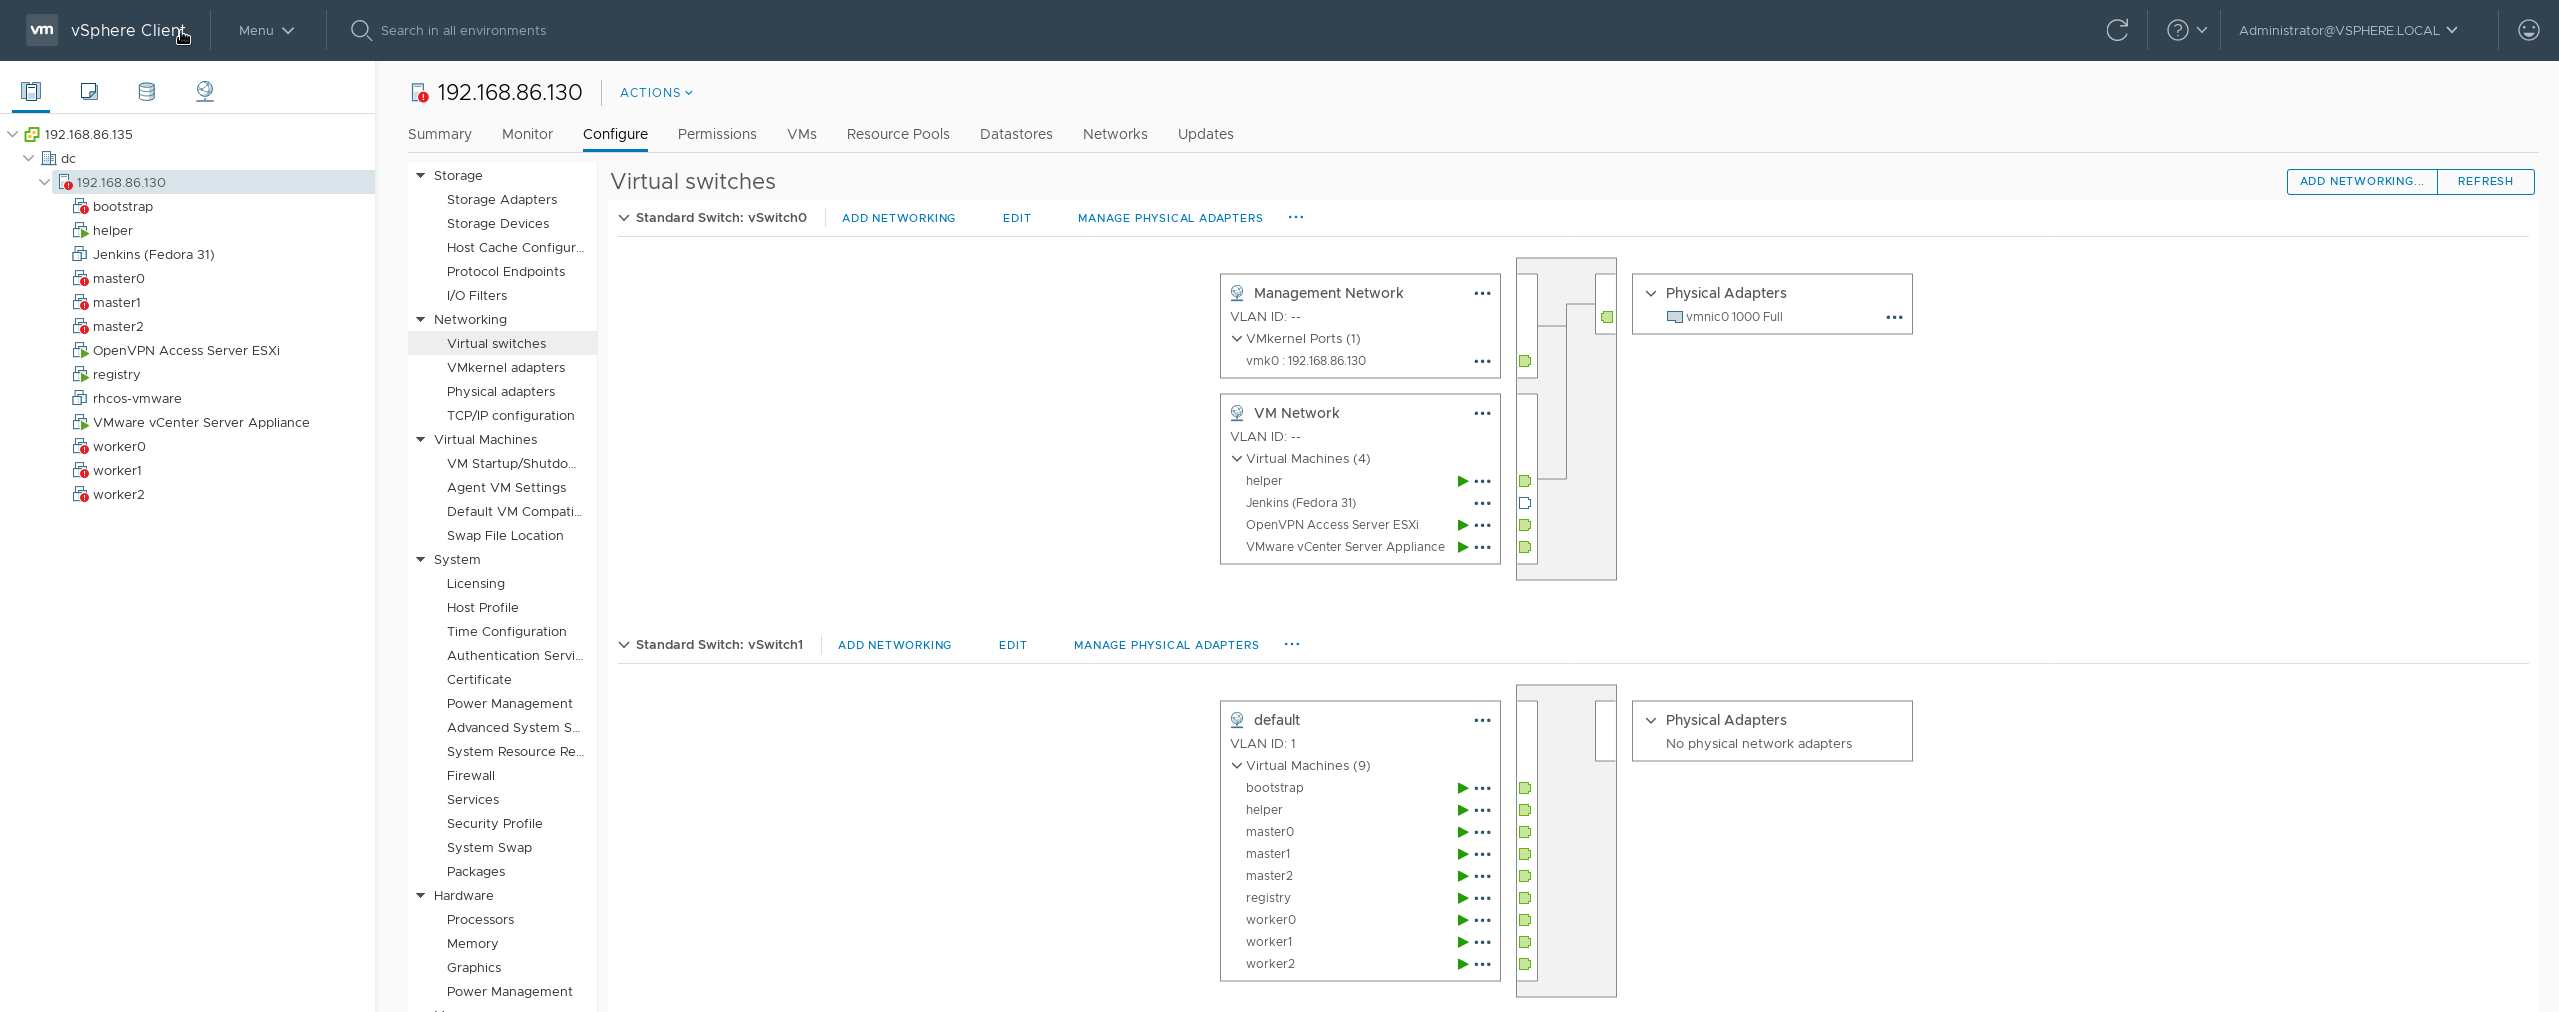 vm vSphere Client Menu Search in all environments Administrator@VSPHERE.LOCAL
192.168.86.135
dc
192.168.86.130
bootstrap
helper
Jenkins (Fedora 31)
master0
master1
master2
OpenVPN Access Server ESXi
registry
rhcos-vmware
VMware vCenter Server Appliance
worker0
worker1
worker2
192.168.86.130 ACTIONS
Summary Monitor Configure Permissions VMs Resource Pools Datastores Networks Updates
Storage
Storage Adapters
Storage Devices
Host Cache Configur...
Protocol Endpoints
I/O Filters
Networking
Virtual switches
VMkernel adapters
Physical adapters
TCP/IP configuration
Virtual Machines
VM Startup/Shutdo...
Agent VM Settings
Default VM Compati...
Swap File Location
System
Licensing
Host Profile
Time Configuration
Authentication Servi...
Certificate
Power Management
Advanced System S...
System Resource Re...
Firewall
Services
Security Profile
System Swap
Packages
Hardware
Processors
Memory
Graphics
Power Management
Virtual switches
ADD NETWORKING... REFRESH
Standard Switch: vSwitch0 ADD NETWORKING EDIT MANAGE PHYSICAL ADAPTERS ...
Management Network ...
VLAN ID: --
VMkernel Ports (1)
vmk0 : 192.168.86.130 ...
VM Network ...
VLAN ID: --
Virtual Machines (4)
helper ...
Jenkins (Fedora 31) ...
OpenVPN Access Server ESXi ...
VMware vCenter Server Appliance ...
Physical Adapters
vmnic0 1000 Full ...
Standard Switch: vSwitch1 ADD NETWORKING EDIT MANAGE PHYSICAL ADAPTERS ...
default ...
VLAN ID: 1
Virtual Machines (9)
bootstrap ...
helper ...
master0 ...
master1 ...
master2 ...
registry ...
worker0 ...
worker1 ...
worker2 ...
Physical Adapters
No physical network adapters